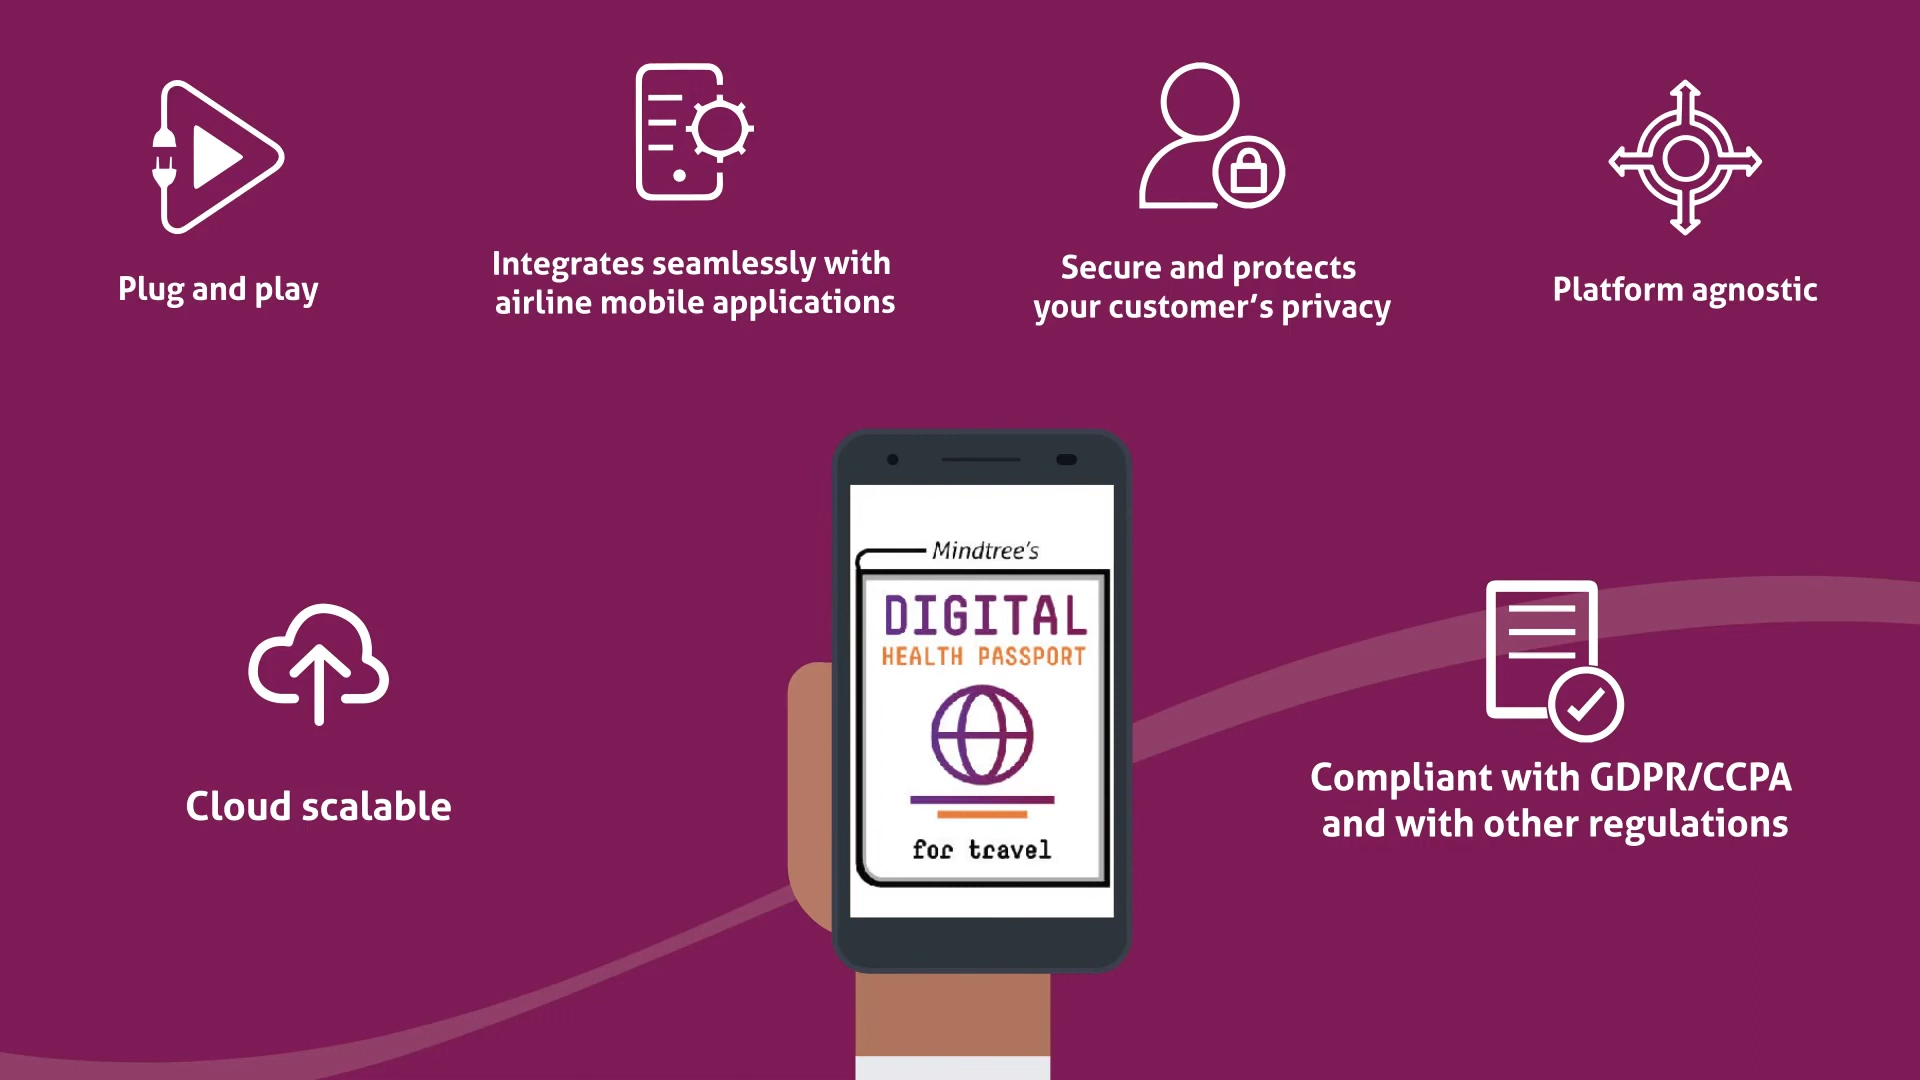 Plug and play
Integrates seamlessly with
airline mobile applications
Secure and protects
your customer’s privacy
Platform agnostic
Mindtree’s
DIGITAL
HEALTH PASSPORT
for travel
Cloud scalable
Compliant with GDPR/CCPA
and with other regulations